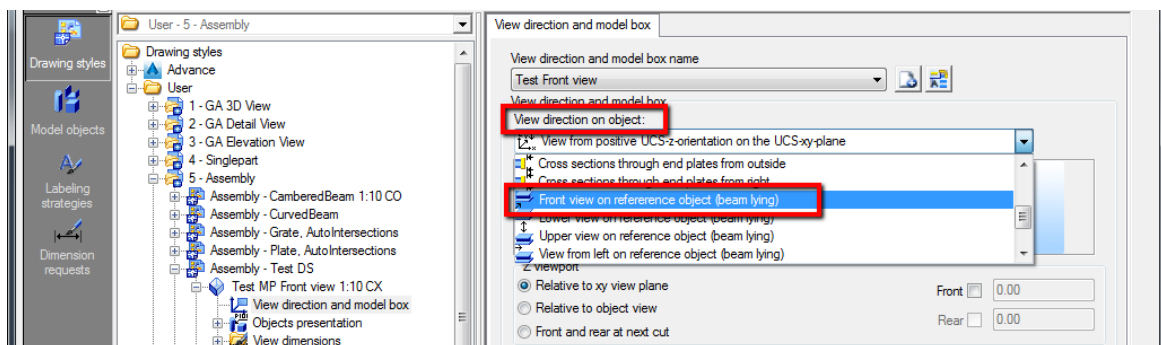 Drawing styles
Model objects
Labeling
strategies
Dimension
requests
User - 5 - Assembly
Drawing styles
Advance
User
1 - GA 3D View
2 - GA Detail View
3 - GA Elevation View
4 - Singlepart
5 - Assembly
Assembly - CamberedBeam 1:10 CO
Assembly - CurvedBeam
Assembly - Grate, AutoIntersections
Assembly - Plate, AutoIntersections
Assembly - Test DS
Test MP Front view 1:10 CX
View direction and model box
Objects presentation
View dimensions
View direction and model box
View direction and model box name
Test Front view
View direction and model box
View direction on object:
View from positive UCS-z-orientation on the UCS-xy-plane
Cross sections through end plates from outside
Cross sections through end plates from right
Front view on refererence object (beam lying)
Lower view on reference object (beam lying)
Upper view on reference object (beam lying)
View from left on reference object (beam lying)
Z viewport
Relative to xy view plane
Front
0.00
Relative to object view
Rear
0.00
Front and rear at next cut